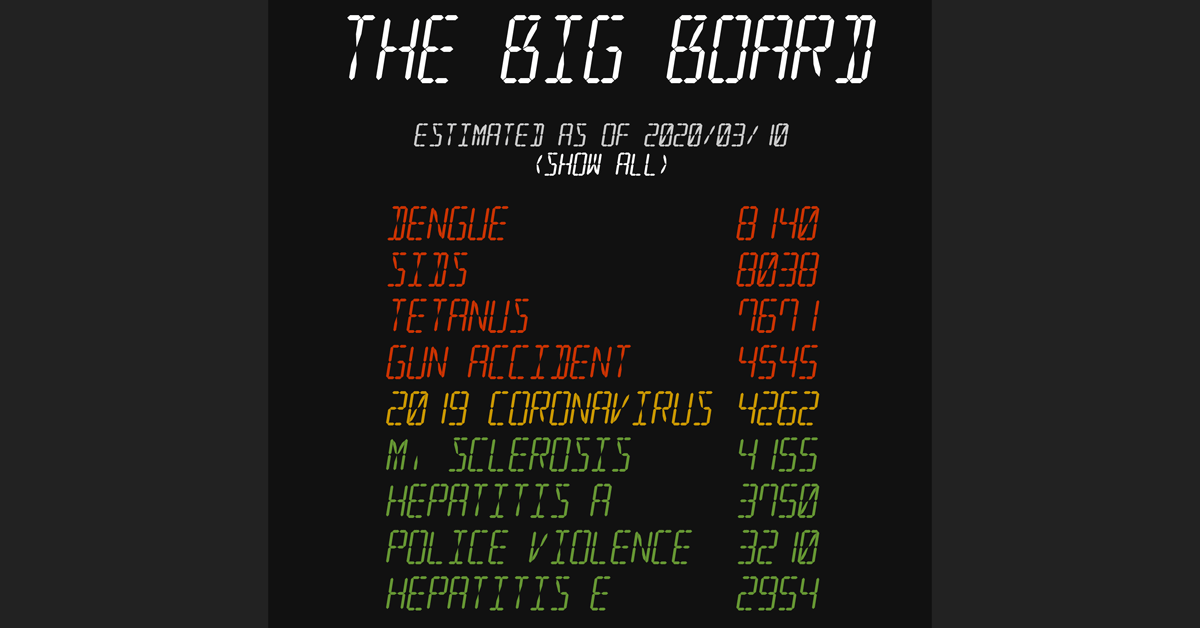 THE BIG BOARD
ESTIMATED AS OF 2020/03/10
(SHOW ALL)
DENGUE 8140
SIDS 8038
TETANUS 7671
GUN ACCIDENT 4545
2019 CORONAVIRUS 4262
M. SCLEROSIS 4155
HEPATITIS A 3750
POLICE VIOLENCE 3210
HEPATITIS E 2954